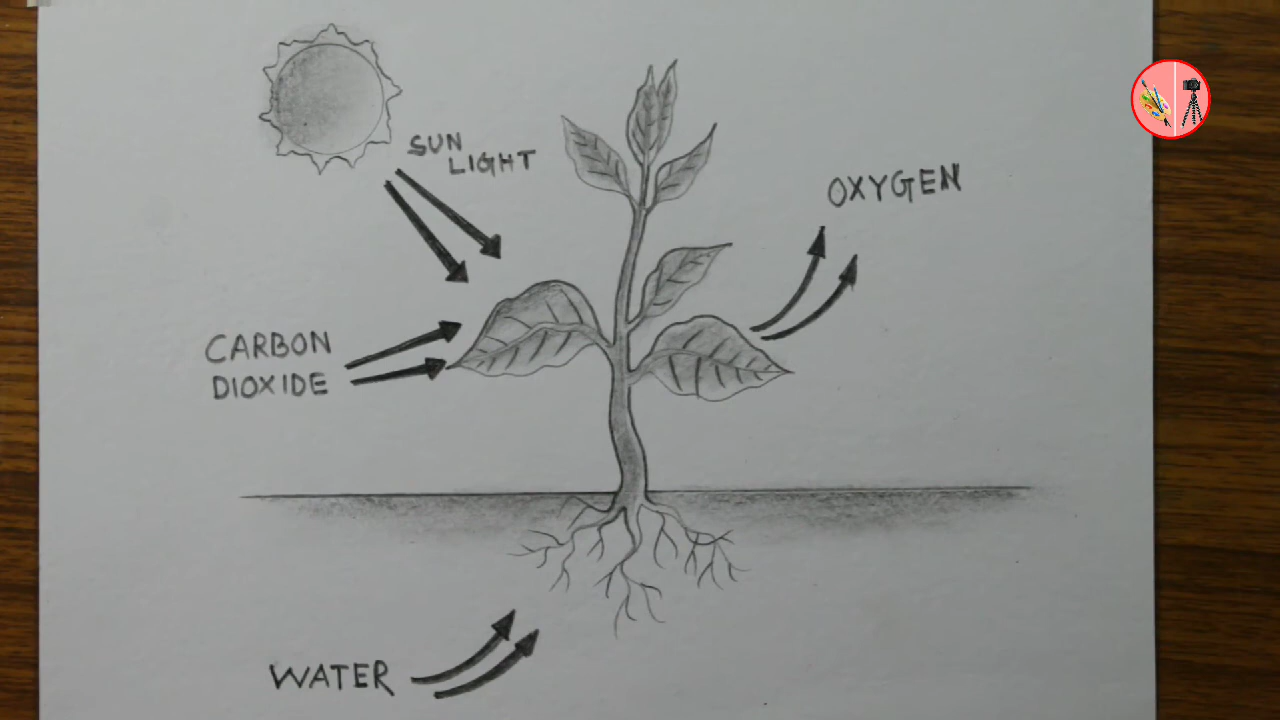 SUN
LIGHT
OXYGEN
CARBON
DIOXIDE
WATER